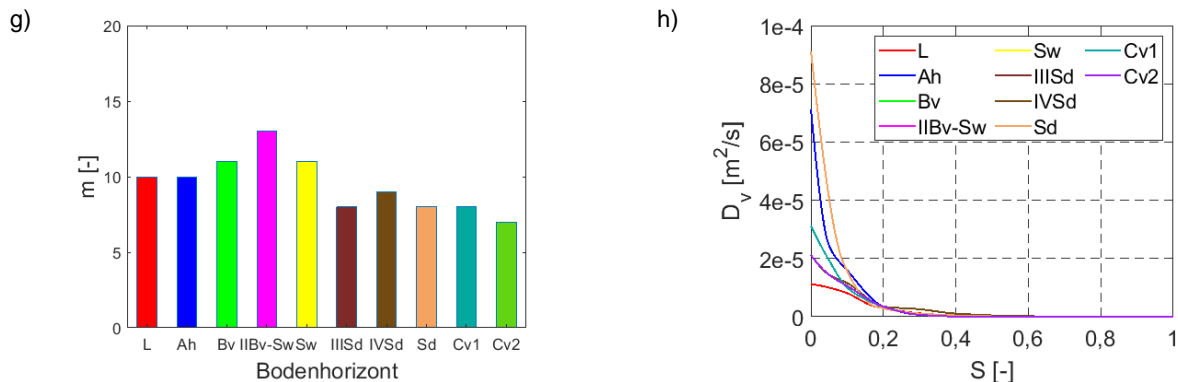 g)
20
15
10
5
0
m [-]
L Ah Bv IIBv-Sw Sw IIISd IVSd Sd Cv1 Cv2
Bodenhorizont
h)
1e-4
8e-5
6e-5
4e-5
2e-5
0
D_v [m²/s]
L Sw Cv1
Ah IIISd Cv2
Bv IVSd
IIBv-Sw Sd
0 0,2 0,4 0,6 0,8 1
S [-]